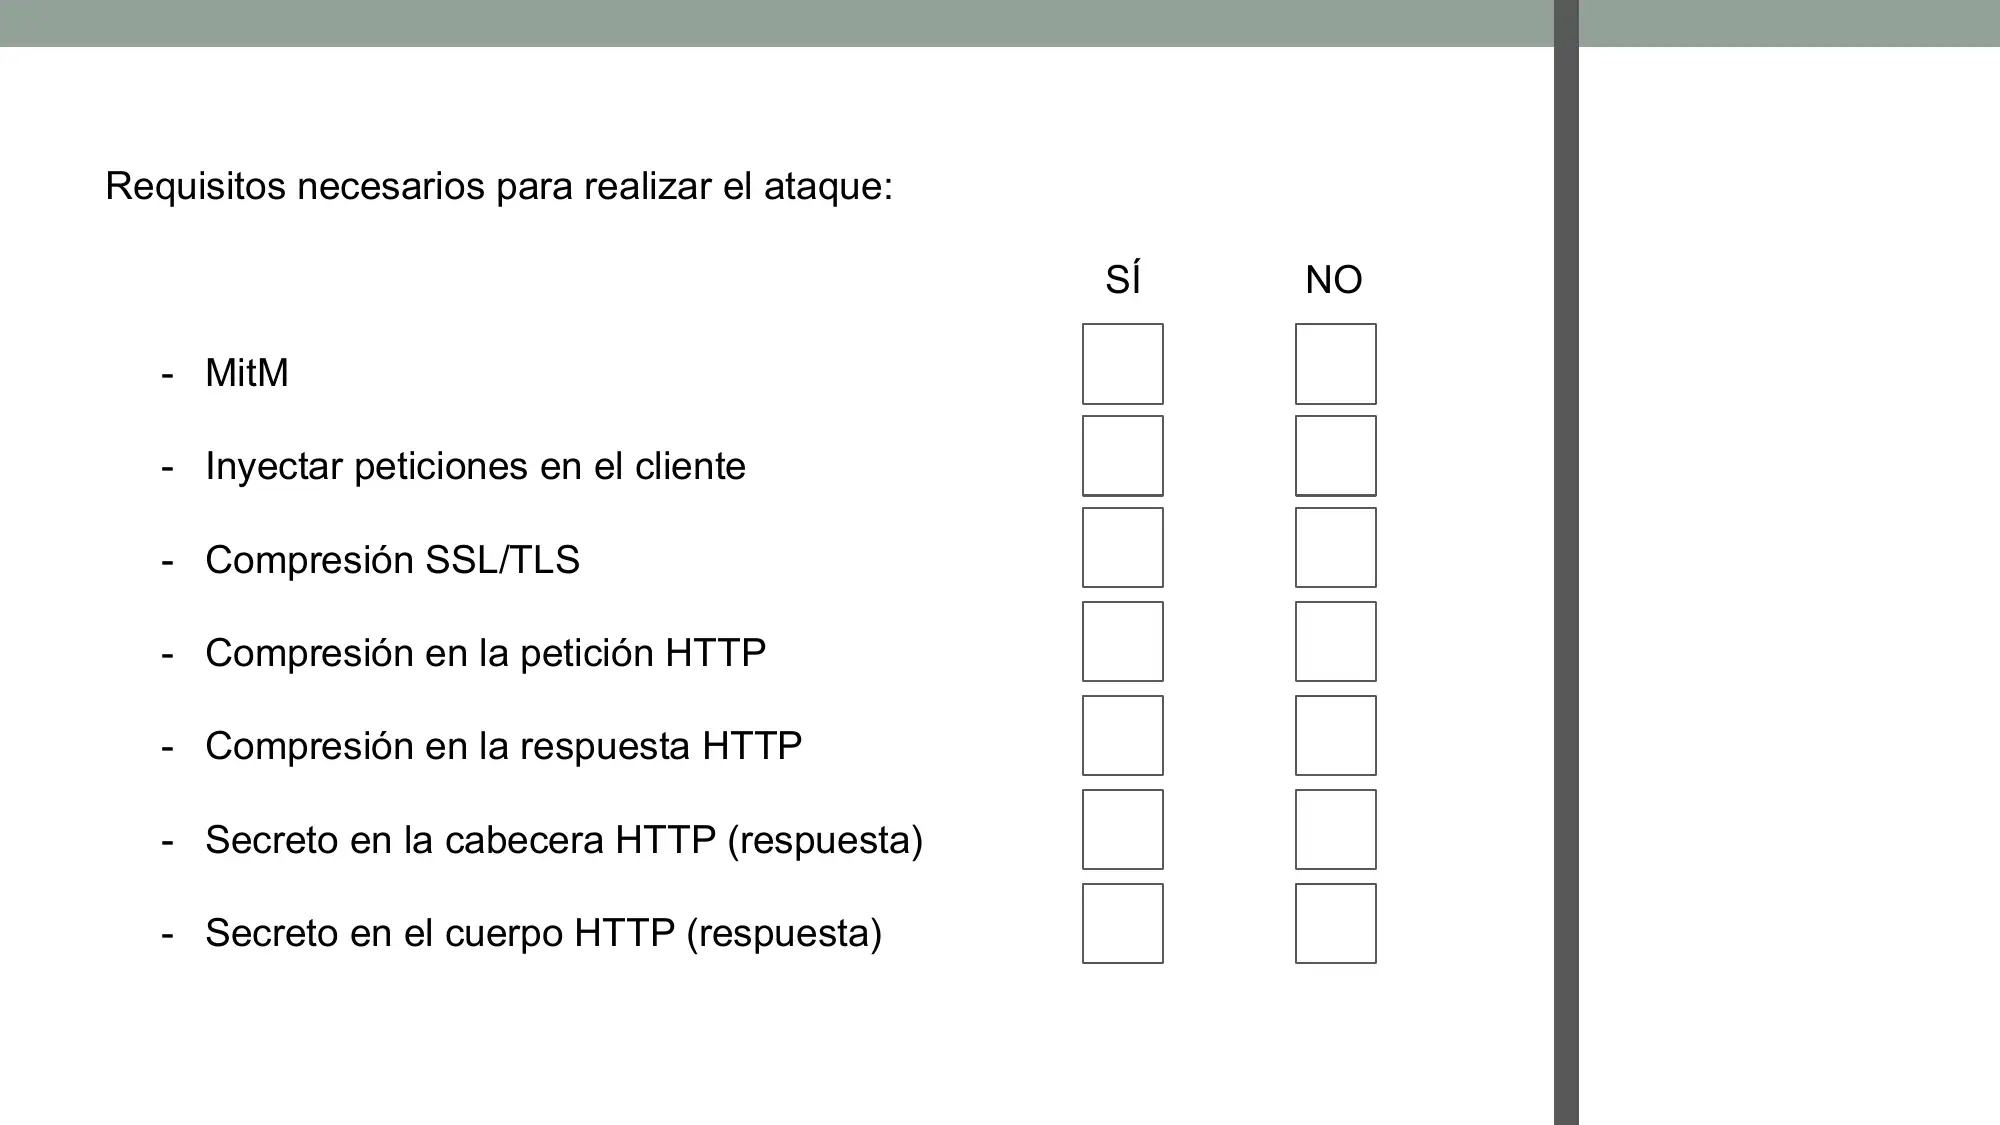 Requisitos necesarios para realizar el ataque:
SÍ NO
- MitM
- Inyectar peticiones en el cliente
- Compresión SSL/TLS
- Compresión en la petición HTTP
- Compresión en la respuesta HTTP
- Secreto en la cabecera HTTP (respuesta)
- Secreto en el cuerpo HTTP (respuesta)